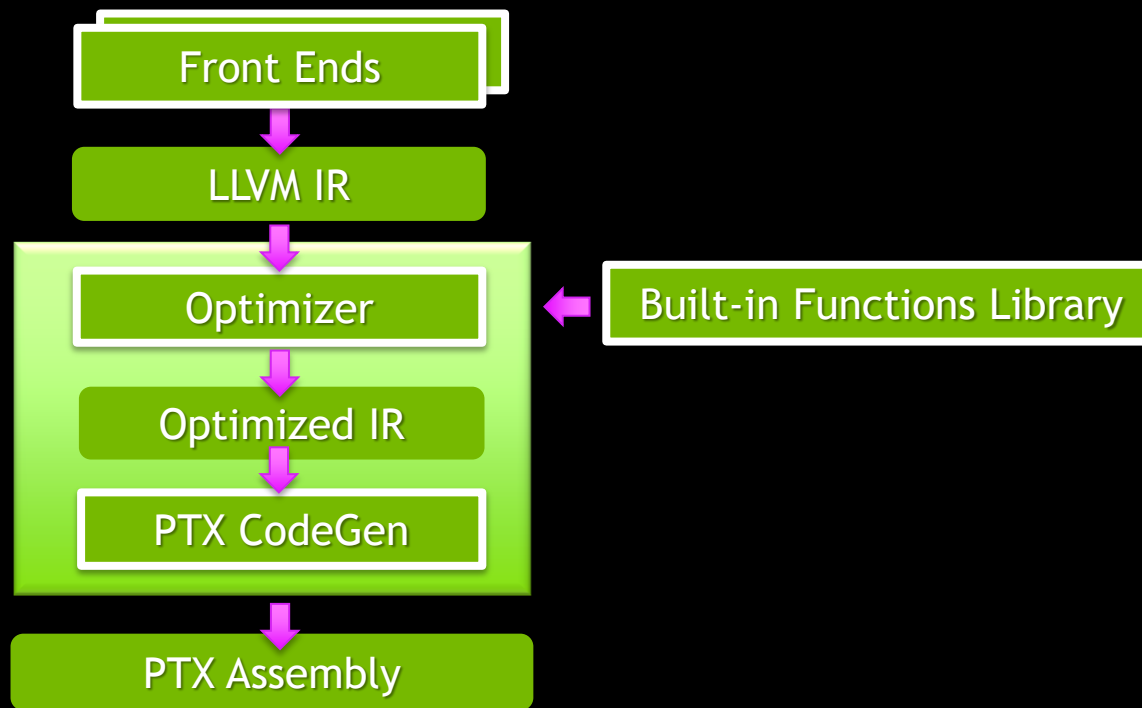 Front Ends
LLVM IR
Optimizer
Built-in Functions Library
Optimized IR
PTX CodeGen
PTX Assembly